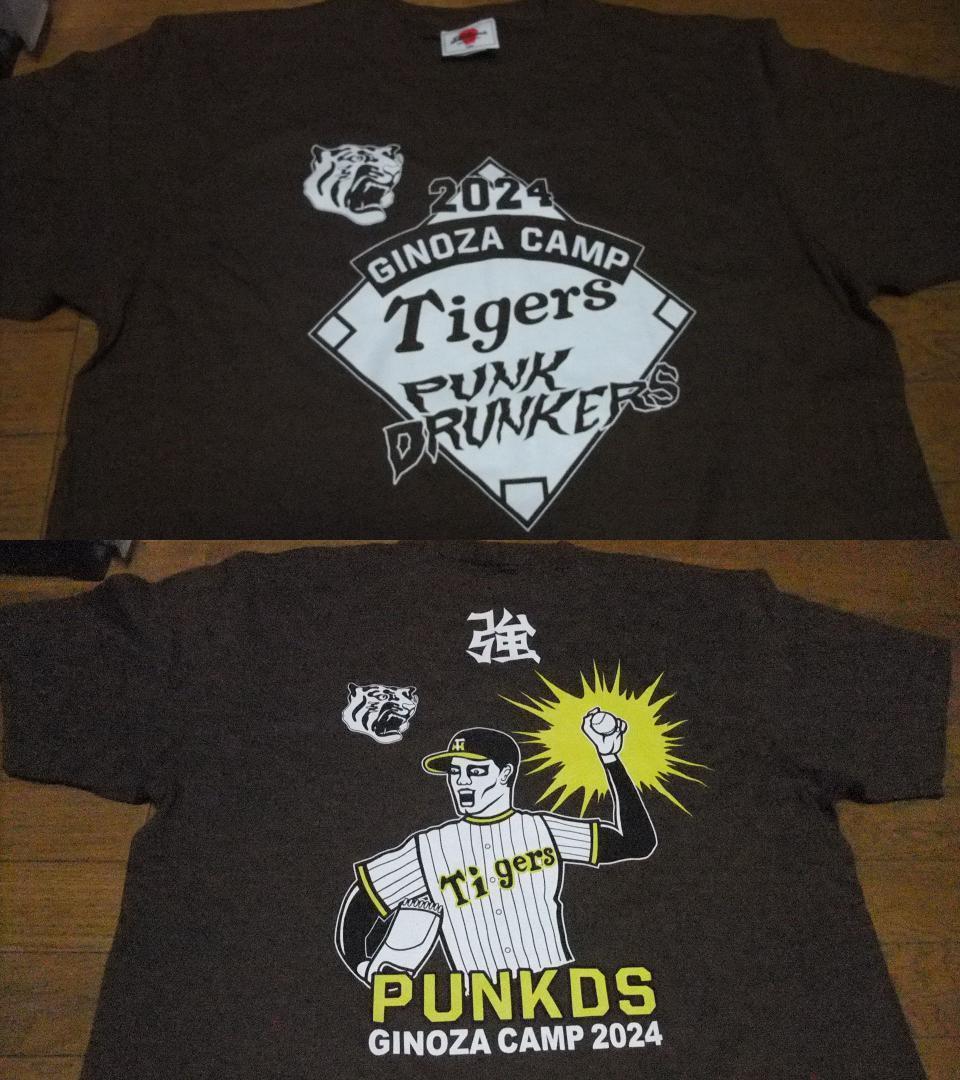 2024
GINOZA CAMP
Tigers
PUNK
DRUNKERS
強
Tigers
PUNKDS
GINOZA CAMP 2024